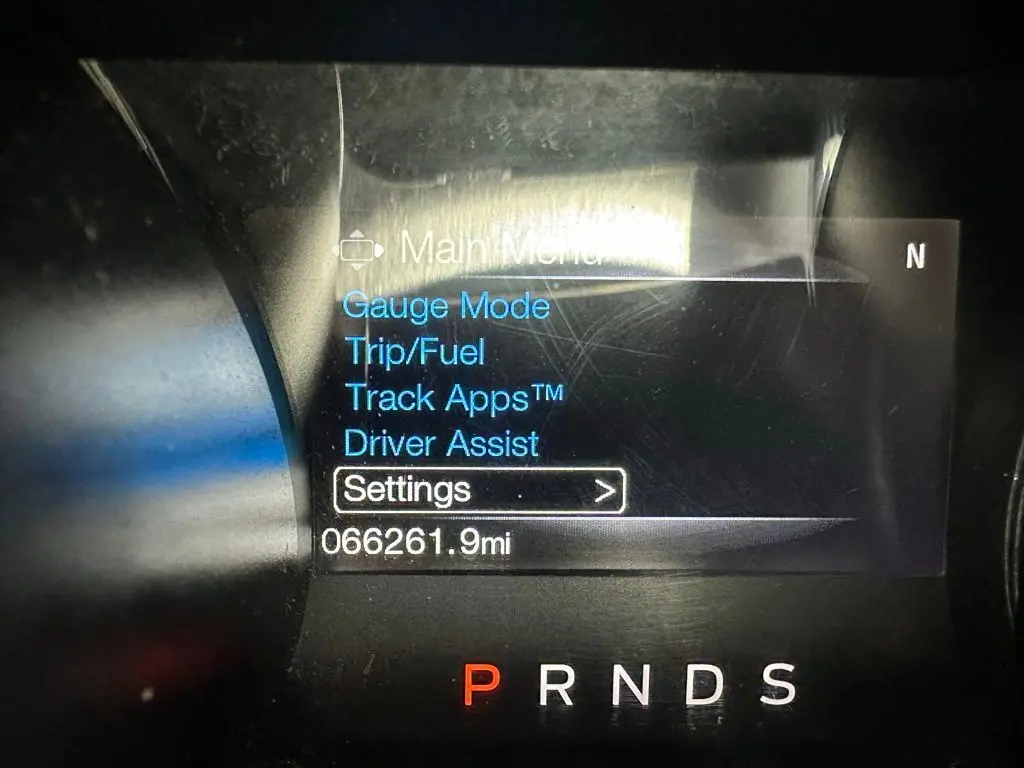 Main Menu
N
Gauge Mode
Trip/Fuel
Track Apps™
Driver Assist
Settings >
066261.9mi
P R N D S